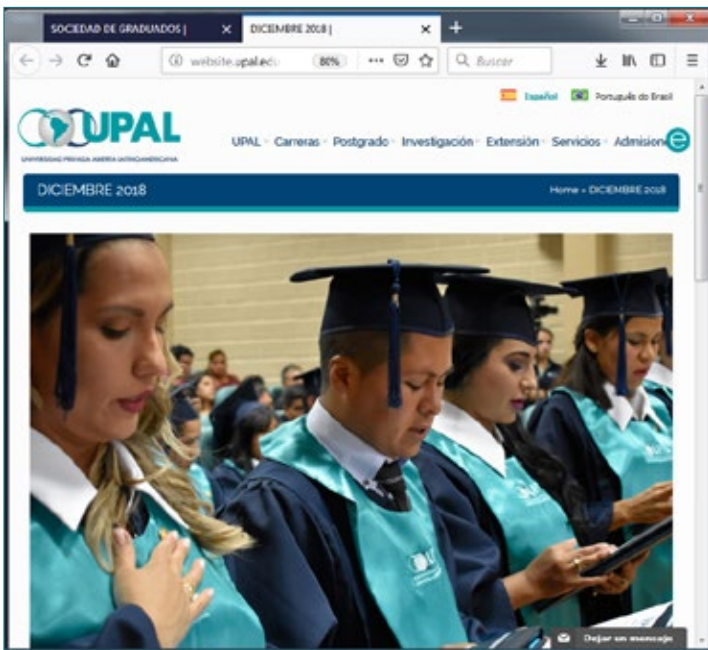 SOCIEDAD DE GRADUADOS |
DICIEMBRE 2018 |
website.upal.edu
80%
Buscar
Español
Português do Brasil
UPAL
UNIVERSIDAD PRIVADA ABIERTA LATINOAMERICANA
UPAL Carreras Postgrado Investigación Extensión Servicios Admisione
e
DICIEMBRE 2018
Home » DICIEMBRE 2018
Dejar un mensaje